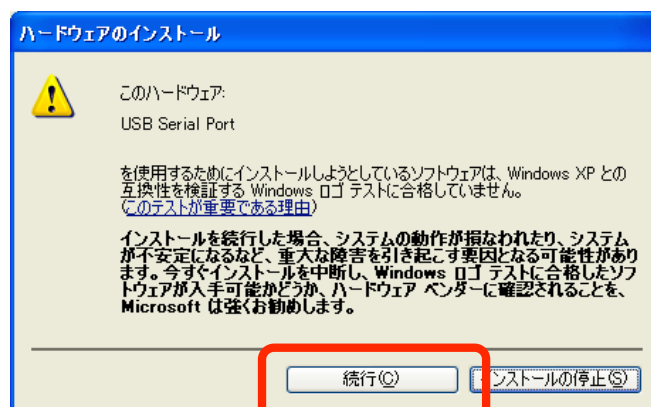 ハードウェアのインストール
このハードウェア:
USB Serial Port
を使用するためにインストールしようとしているソフトウェアは、Windows XP との
互換性を検証する Windows ロゴ テストに合格していません。
(このテストが重要である理由)
インストールを続行した場合、システムの動作が損なわれたり、システム
が不安定になるなど、重大な障害を引き起こす要因となる可能性があり
ます。今すぐインストールを中断し、Windows ロゴ テストに合格したソフ
トウェアが入手可能かどうか、ハードウェア ベンダーに確認されることを、
Microsoft は強くお勧めします。
続行(C) インストールの停止(S)